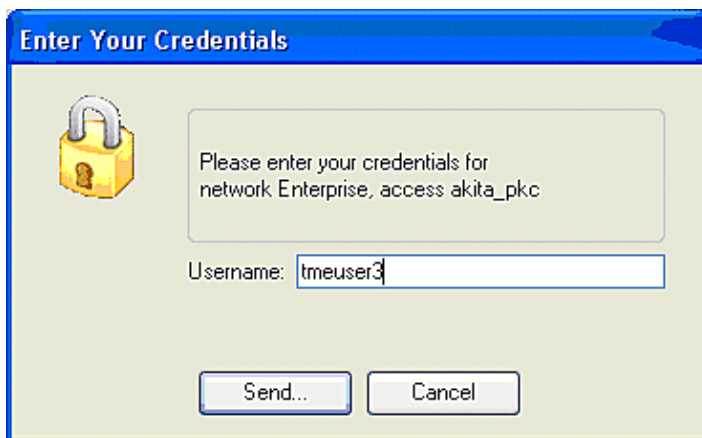 Enter Your Credentials
Please enter your credentials for
network Enterprise, access akita_pkc
Username: tmeuser3
Send... Cancel